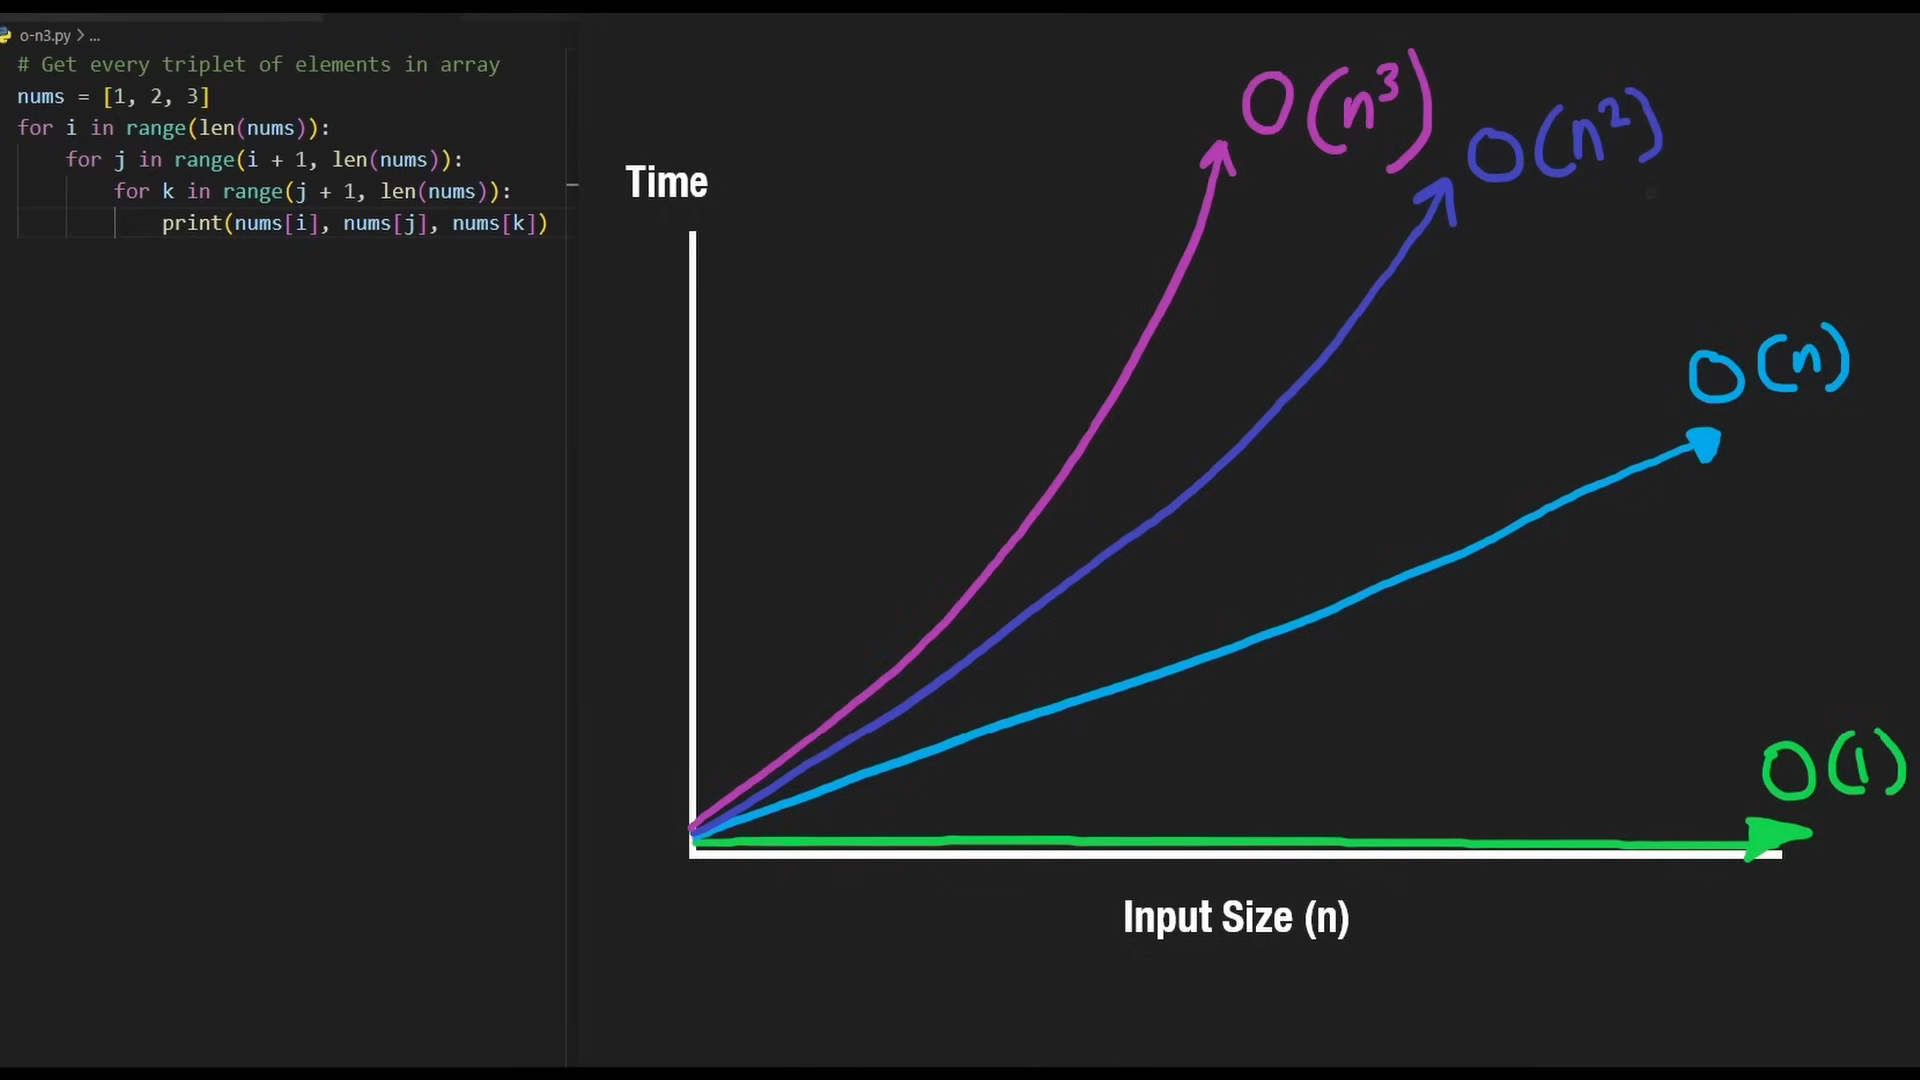 o-n3.py > ...
# Get every triplet of elements in array
nums = [1, 2, 3]
for i in range(len(nums)):
    for j in range(i + 1, len(nums)):
        for k in range(j + 1, len(nums)):
            print(nums[i], nums[j], nums[k])
O(n³)
O(n²)
Time
O(n)
O(1)
Input Size (n)